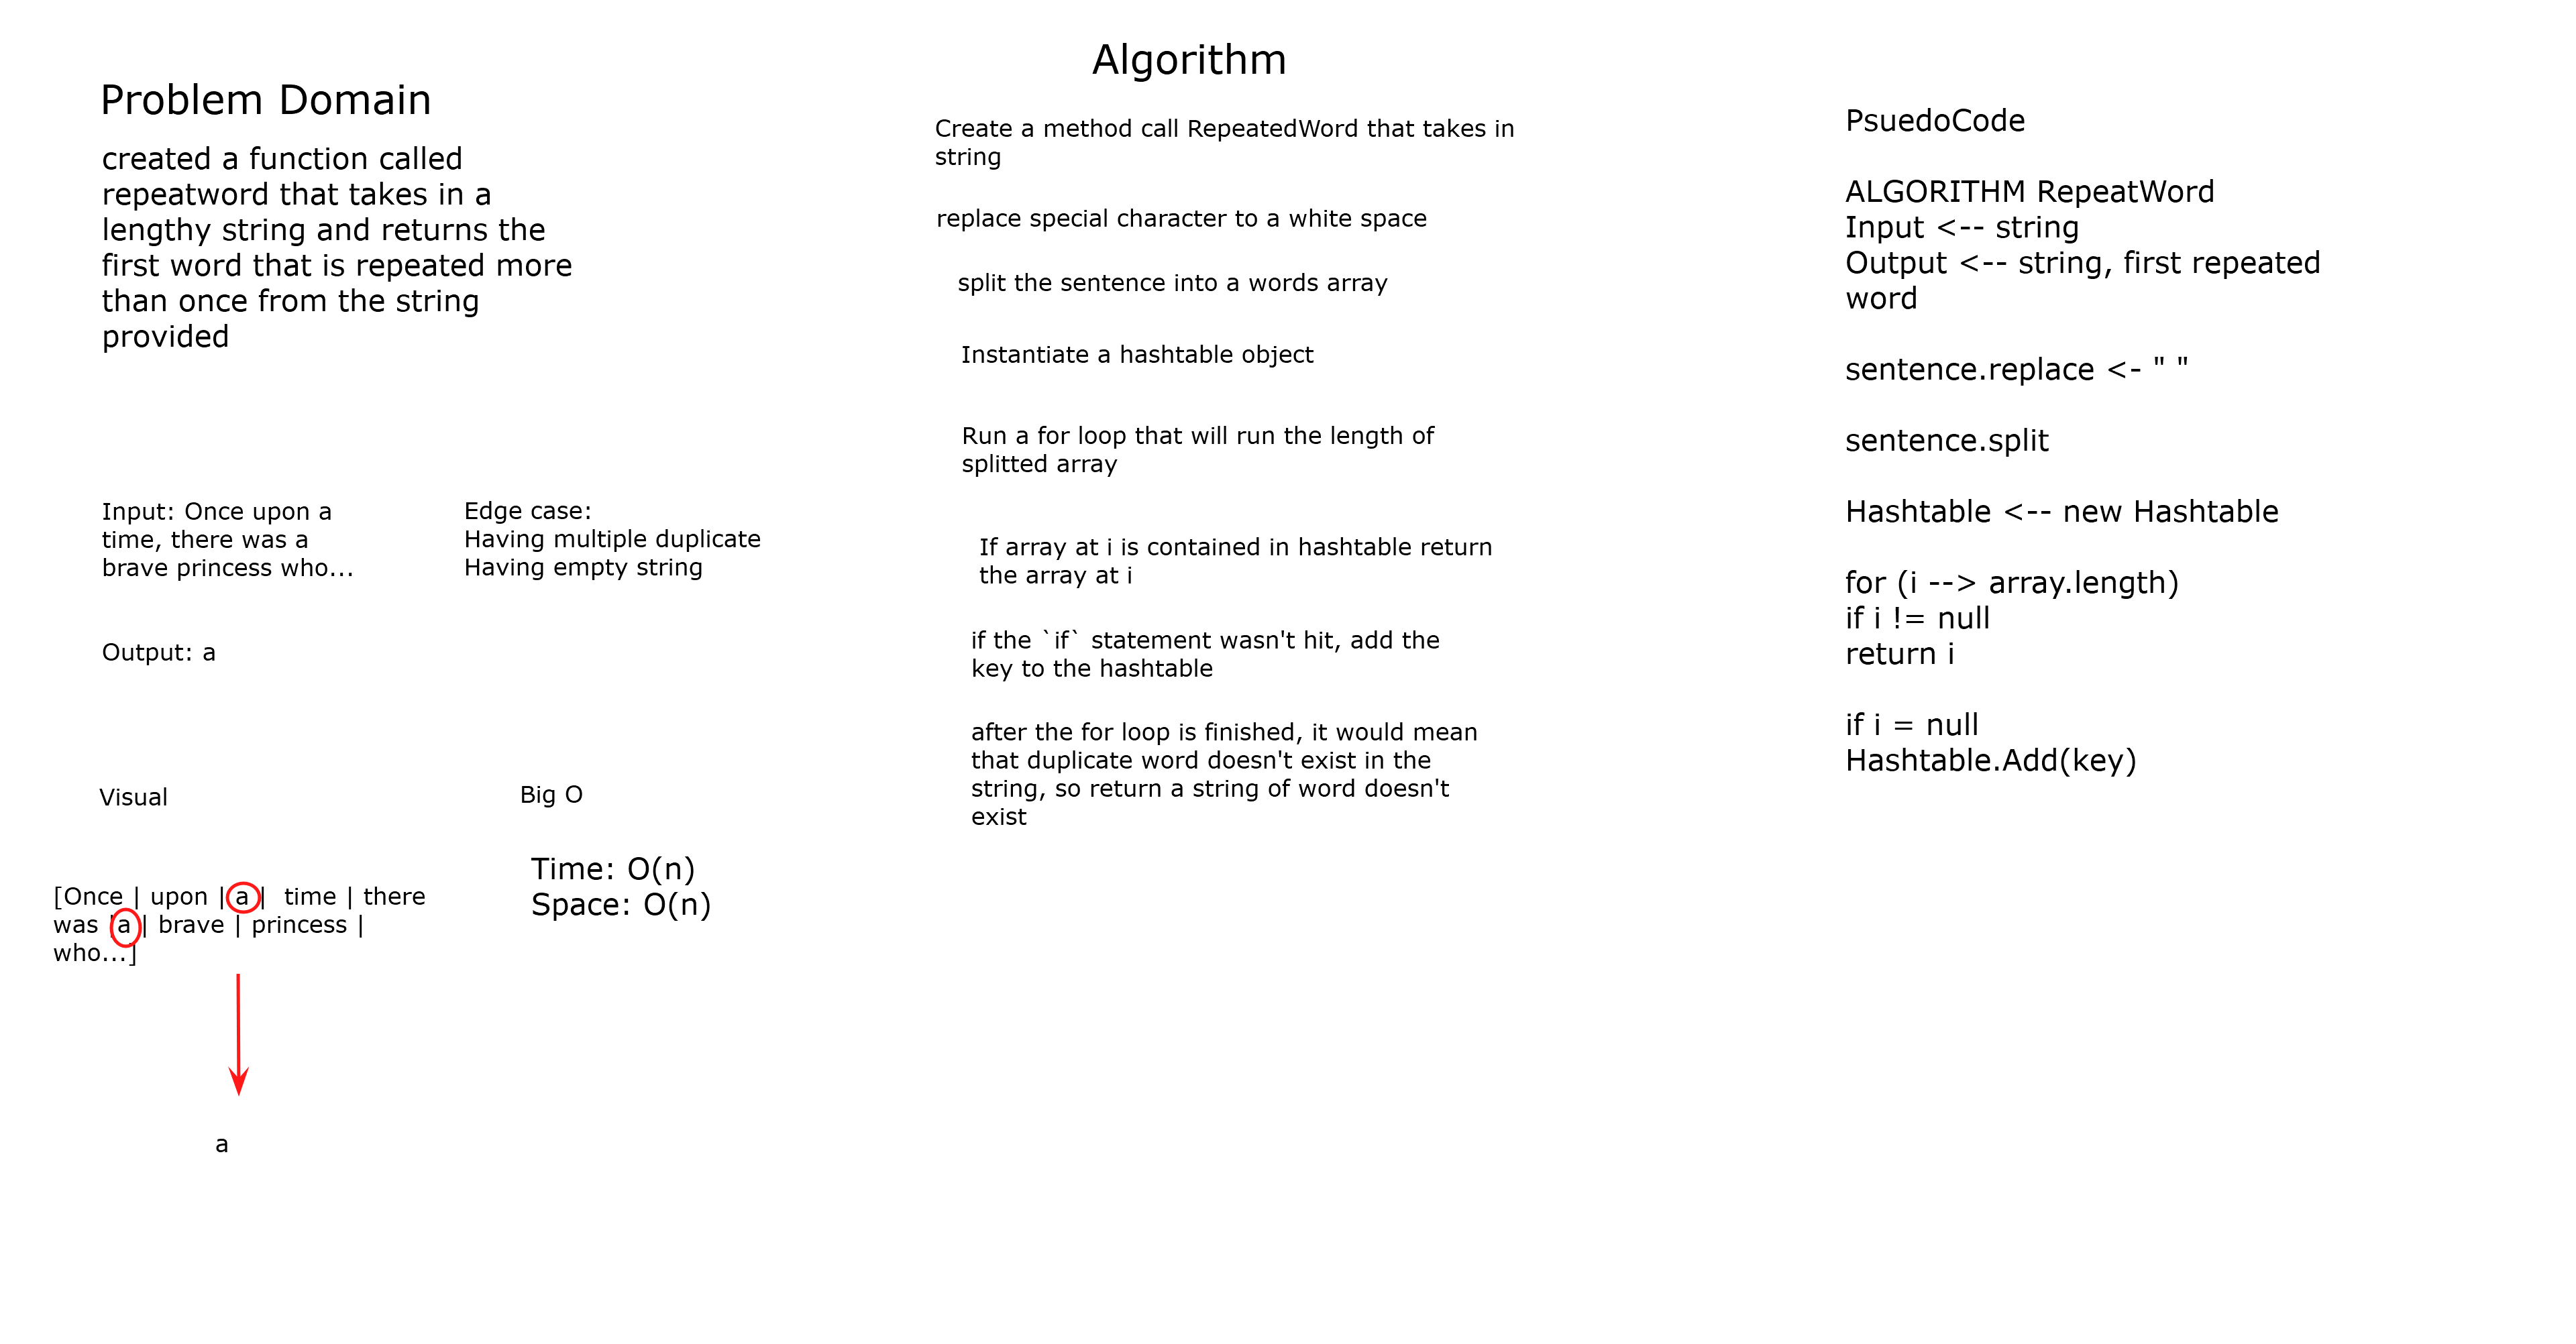 Problem Domain
created a function called
repeatword that takes in a
lengthy string and returns the
first word that is repeated more
than once from the string
provided
Input: Once upon a
time, there was a
brave princess who...
Edge case:
Having multiple duplicate
Having empty string
Output: a
Visual
[Once | upon | a |  time | there
was |a | brave | princess |
who...]
a
Big O
Time: O(n)
Space: O(n)
Algorithm
Create a method call RepeatedWord that takes in
string
replace special character to a white space
split the sentence into a words array
Instantiate a hashtable object
Run a for loop that will run the length of
splitted array
If array at i is contained in hashtable return
the array at i
if the `if` statement wasn't hit, add the
key to the hashtable
after the for loop is finished, it would mean
that duplicate word doesn't exist in the
string, so return a string of word doesn't
exist
PsuedoCode
ALGORITHM RepeatWord
Input <-- string
Output <-- string, first repeated
word
sentence.replace <- " "
sentence.split
Hashtable <-- new Hashtable
for (i --> array.length)
if i != null
return i
if i = null
Hashtable.Add(key)